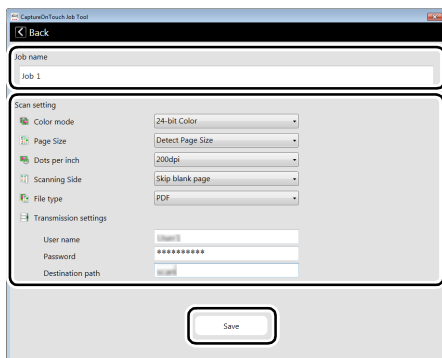 CaptureOnTouch Job Tool
Back
Job name
Job 1
Scan setting
Color mode 24-bit Color
Page Size Detect Page Size
Dots per inch 200dpi
Scanning Side Skip blank page
File type PDF
Transmission settings
User name User1
Password **********
Destination path scan
Save